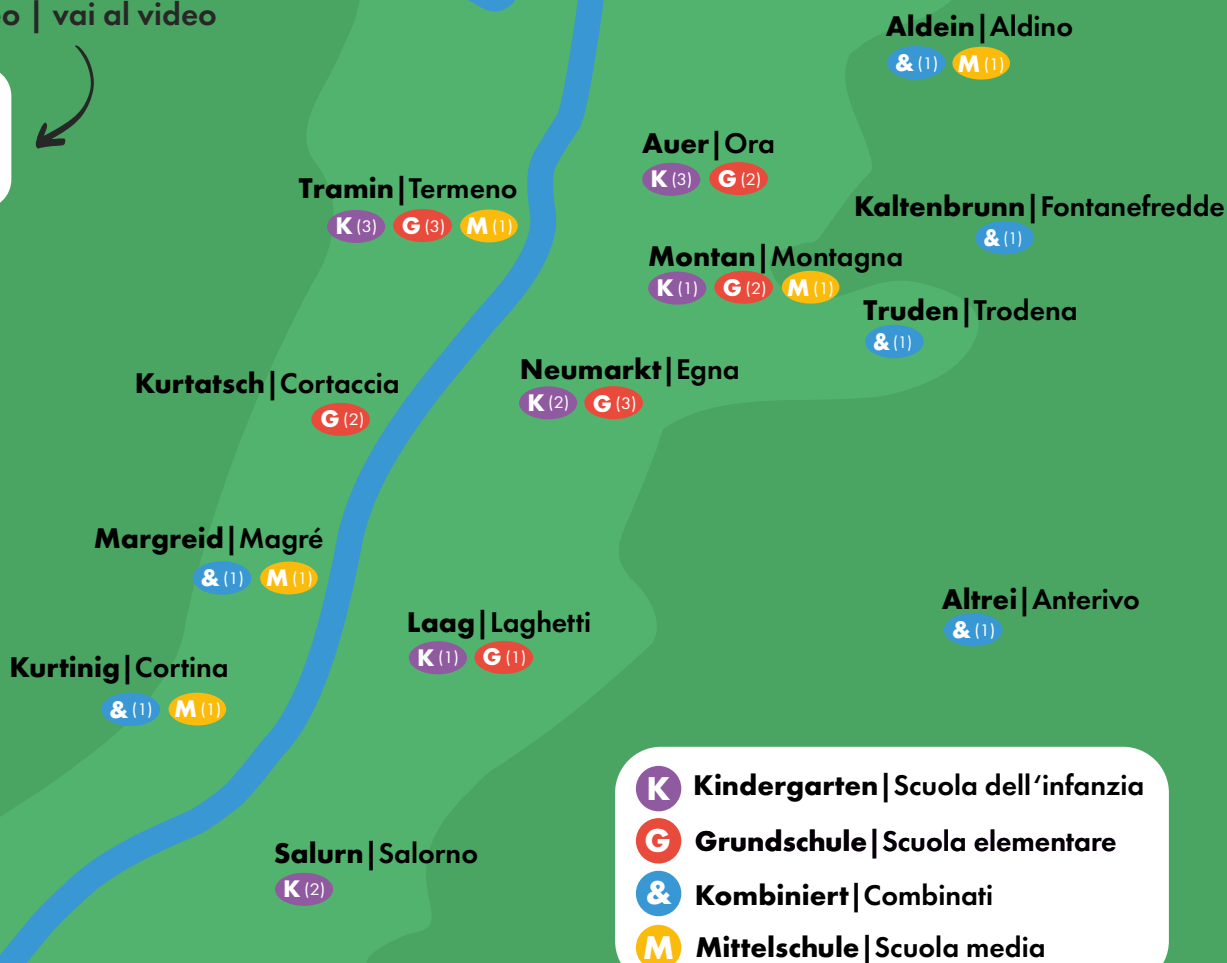 o | vai al video
Aldein|Aldino
& (1) M (1)
Auer|Ora
K (3) G (2)
Tramin|Termeno
K (3) G (3) M (1)
Kaltenbrunn|Fontanefredde
& (1)
Montan|Montagna
K (1) G (2) M (1)
Truden|Trodena
& (1)
Neumarkt|Egna
K (2) G (3)
Kurtatsch|Cortaccia
G (2)
Margreid|Magré
& (1) M (1)
Altrei|Anterivo
& (1)
Laag|Laghetti
K (1) G (1)
Kurtinig|Cortina
& (1) M (1)
Salurn|Salorno
K (2)
K Kindergarten|Scuola dell‘infanzia
G Grundschule|Scuola elementare
& Kombiniert|Combinati
M Mittelschule|Scuola media